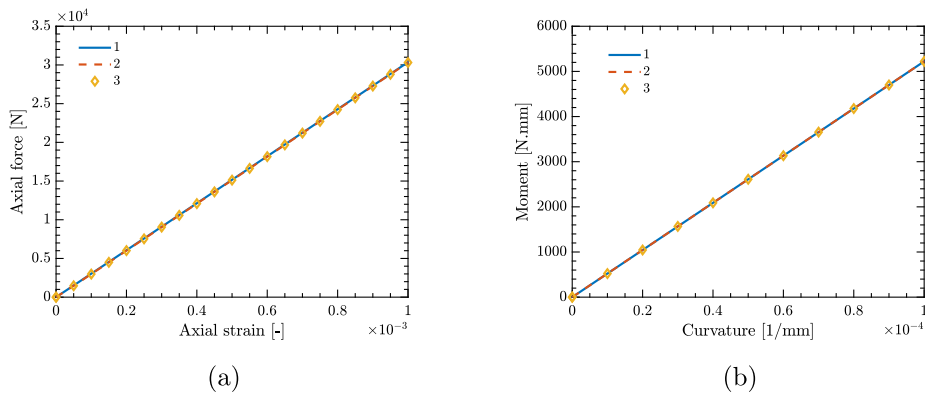 ×10⁴
3.5
3
2.5
2
1.5
1
0.5
0
Axial force [N]
1
2
3
0 0.2 0.4 0.6 0.8 1
Axial strain [-] ×10⁻³
(a)
6000
5000
4000
3000
2000
1000
0
Moment [N.mm]
1
2
3
0 0.2 0.4 0.6 0.8 1
Curvature [1/mm] ×10⁻⁴
(b)